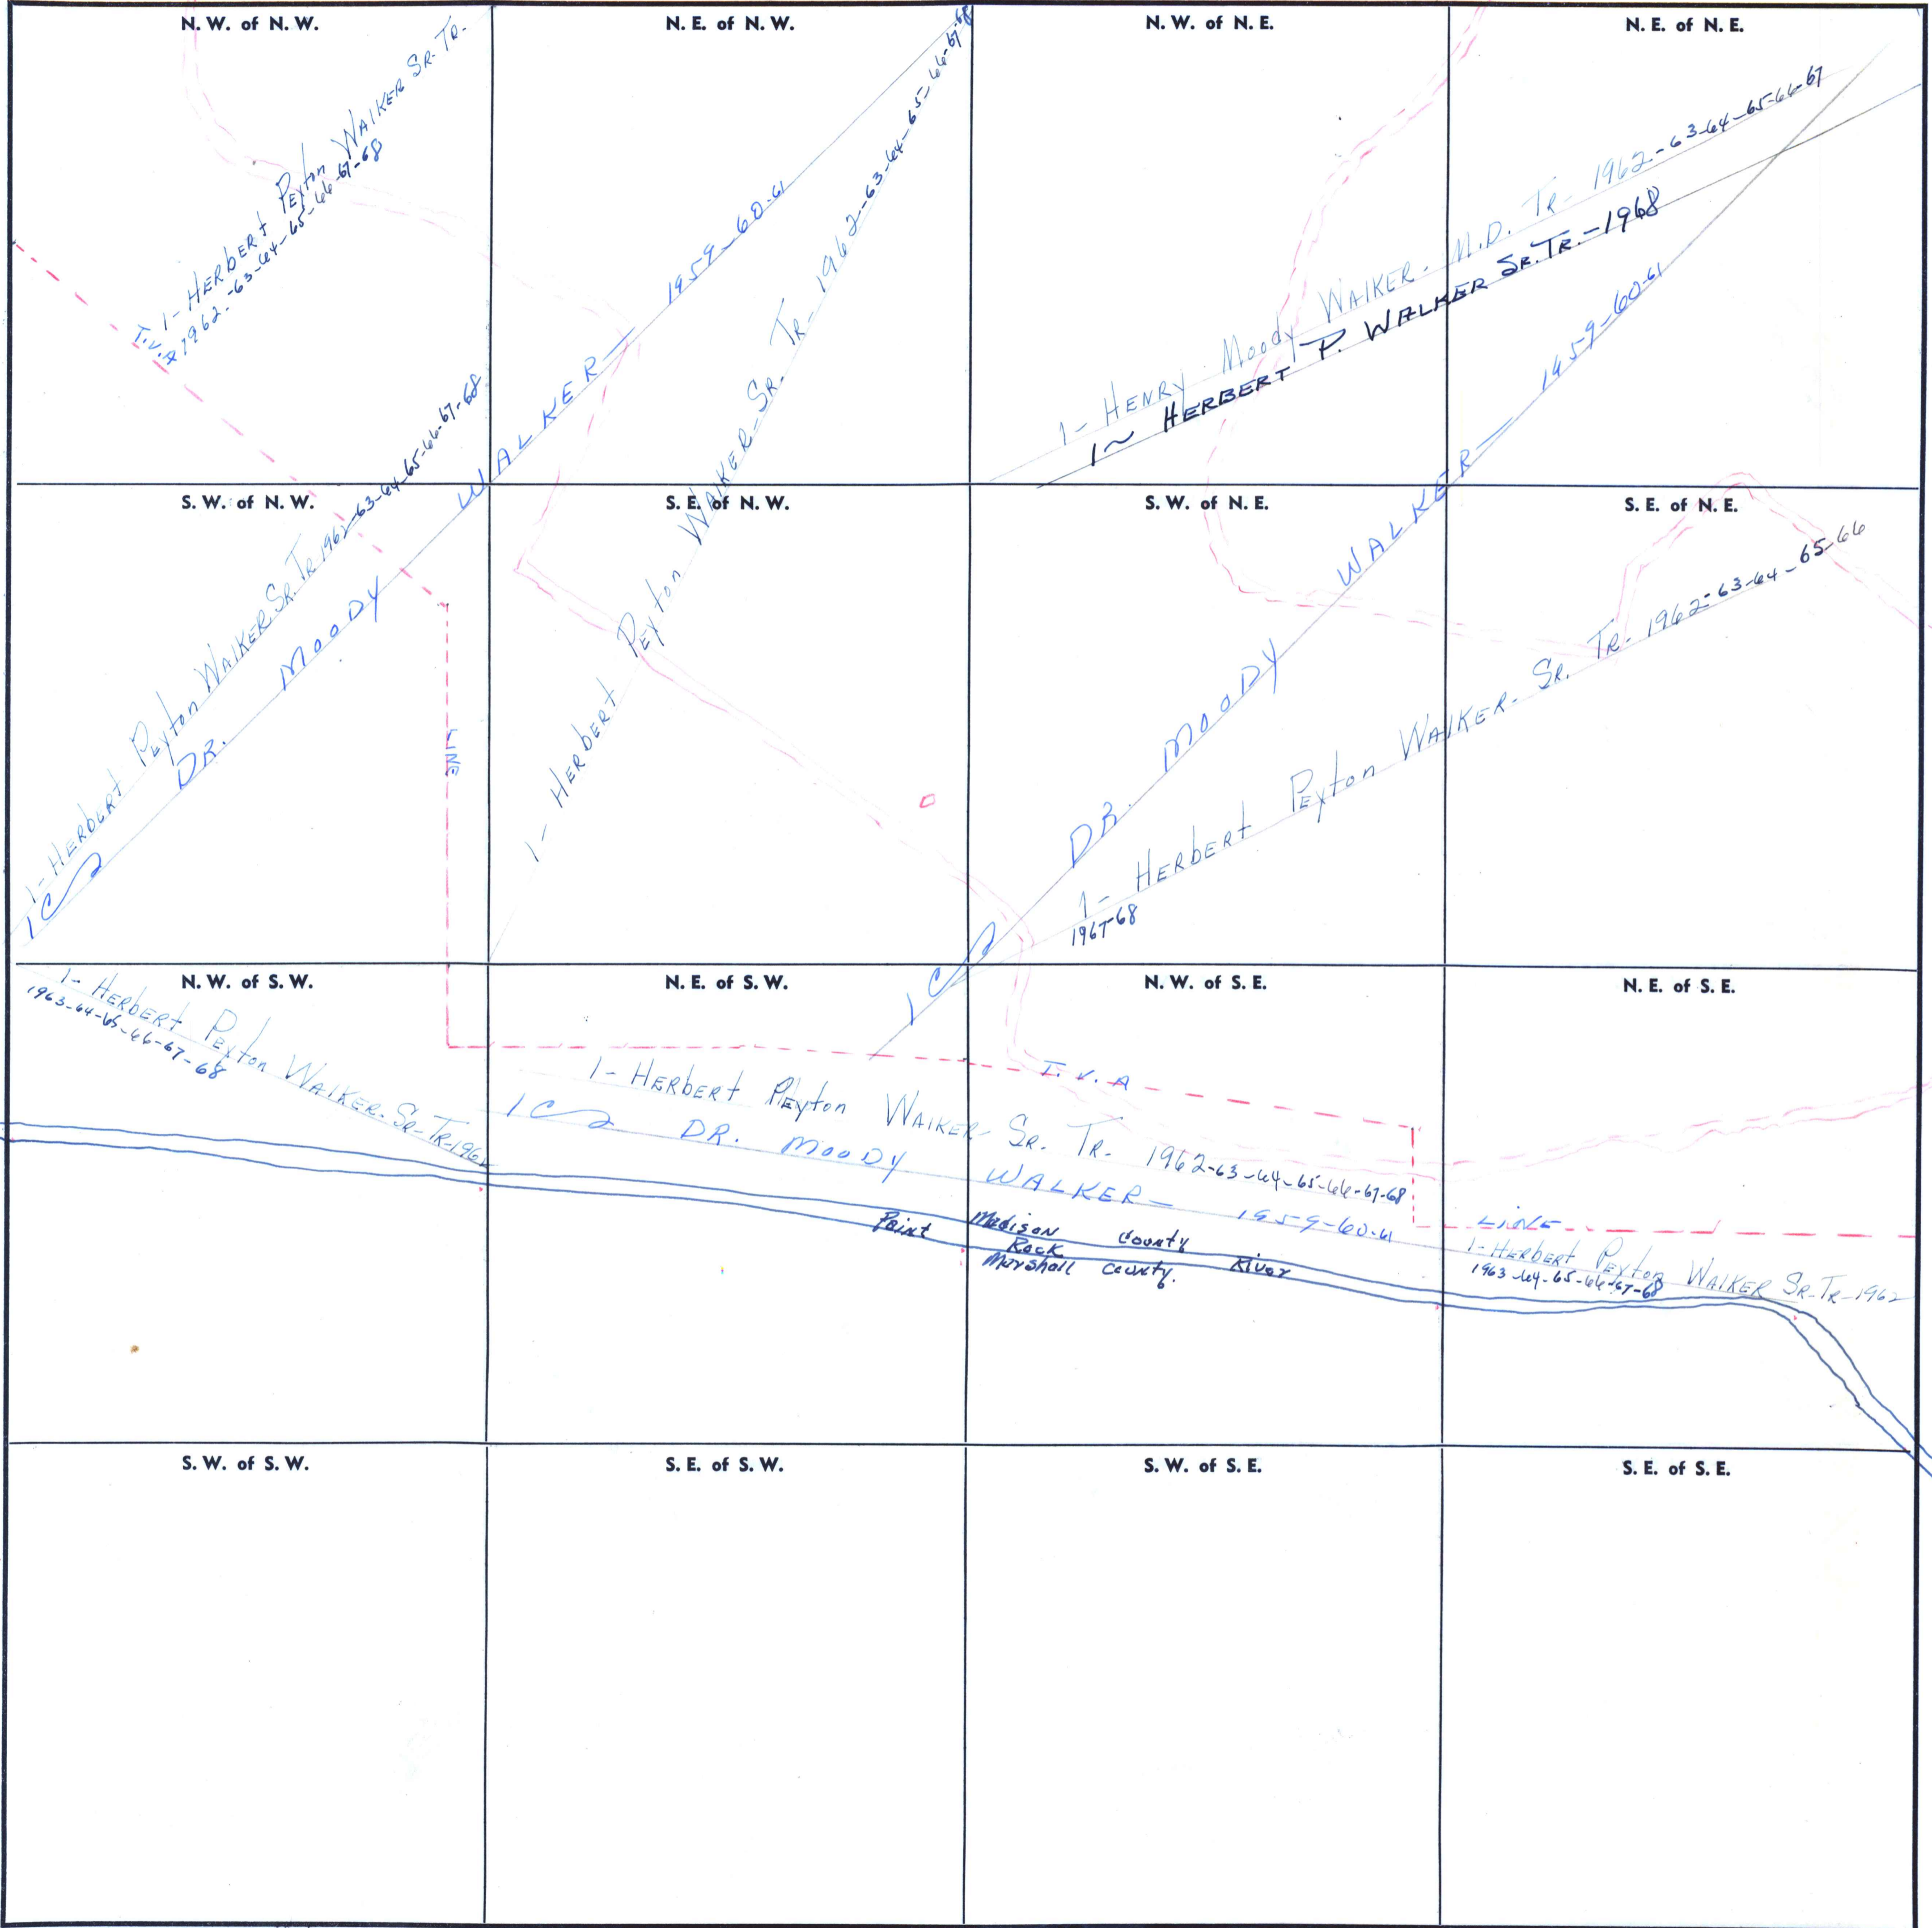 N. W. of N. W.
N. E. of N. W.
N. W. of N. E.
N. E. of N. E.
T.V.A
1- HERBERT PEYTON WALKER SR. TR.
1962-63-64-65-66-67-68
1- HERBERT PEYTON WALKER SR. TR. 1962-63-64-65-66-67-68
DR. MOODY WALKER- 1959-60-61
1- HERBERT PEYTON WALKER-SR. TR- 1962-63-64-65-66-67-68
1- HENRY MOODY WALKER- M.D. TR- 1962-63-64-65-66-67
1~ HERBERT P. WALKER SR. TR.-1968
DR. MOODY WALKER- 1959-60-61
S. W. of N. W.
S. E. of N. W.
S. W. of N. E.
S. E. of N. E.
LINE
1- HERBERT PEYTON WALKER- SR. TR- 1962-63-64-65-66
1967-68
N. W. of S. W.
N. E. of S. W.
N. W. of S. E.
N. E. of S. E.
1- HERBERT PEYTON WALKER- SR-TR-1962
1963-64-65-66-67-68
T.V.A
1- HERBERT PEYTON WALKER- SR. TR. 1962-63-64-65-66-67-68
DR. MOODY WALKER- 1959-60-61
LINE
1-HERBERT PEYTON WALKER SR-TR-1962
1963-64-65-66-67-68
Madison County
Paint Rock River
Marshall County.
S. W. of S. W.
S. E. of S. W.
S. W. of S. E.
S. E. of S. E.